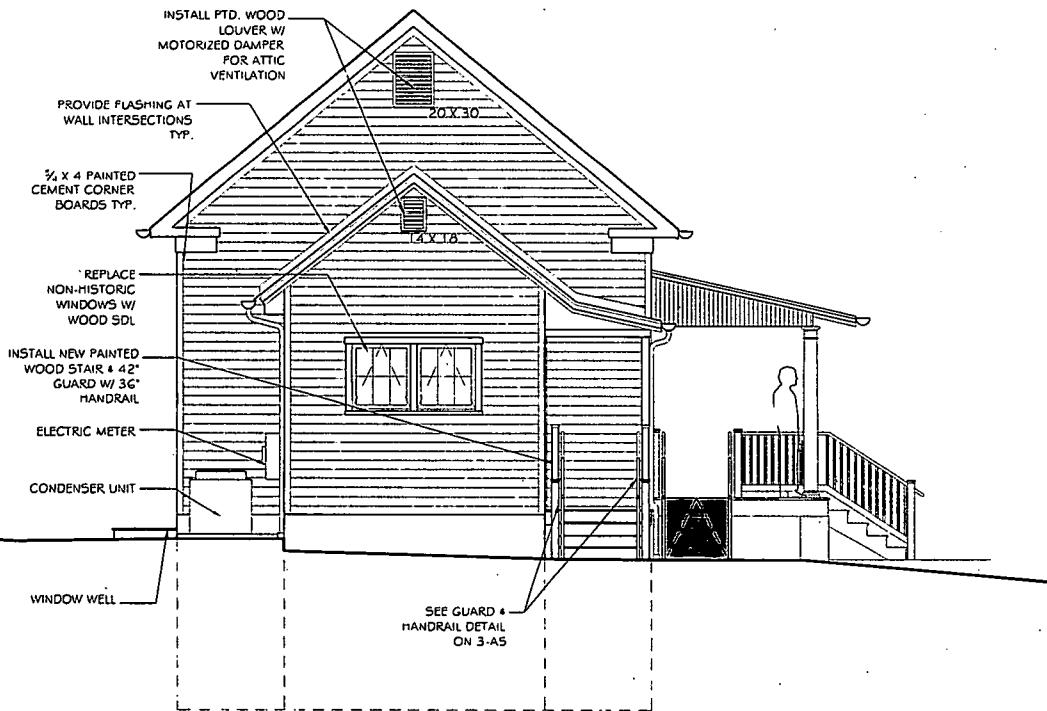 INSTALL PTD. WOOD
LOUVER W/
MOTORIZED DAMPER
FOR ATTIC
VENTILATION
20 X 30
PROVIDE FLASHING AT
WALL INTERSECTIONS
TYP.
5/4 X 4 PAINTED
CEMENT CORNER
BOARDS TYP.
14 X 18
REPLACE
NON-HISTORIC
WINDOWS W/
WOOD SDL
INSTALL NEW PAINTED
WOOD STAIR & 42"
GUARD W/ 36"
HANDRAIL
ELECTRIC METER
CONDENSER UNIT
WINDOW WELL
SEE GUARD &
HANDRAIL DETAIL
ON 3-A5